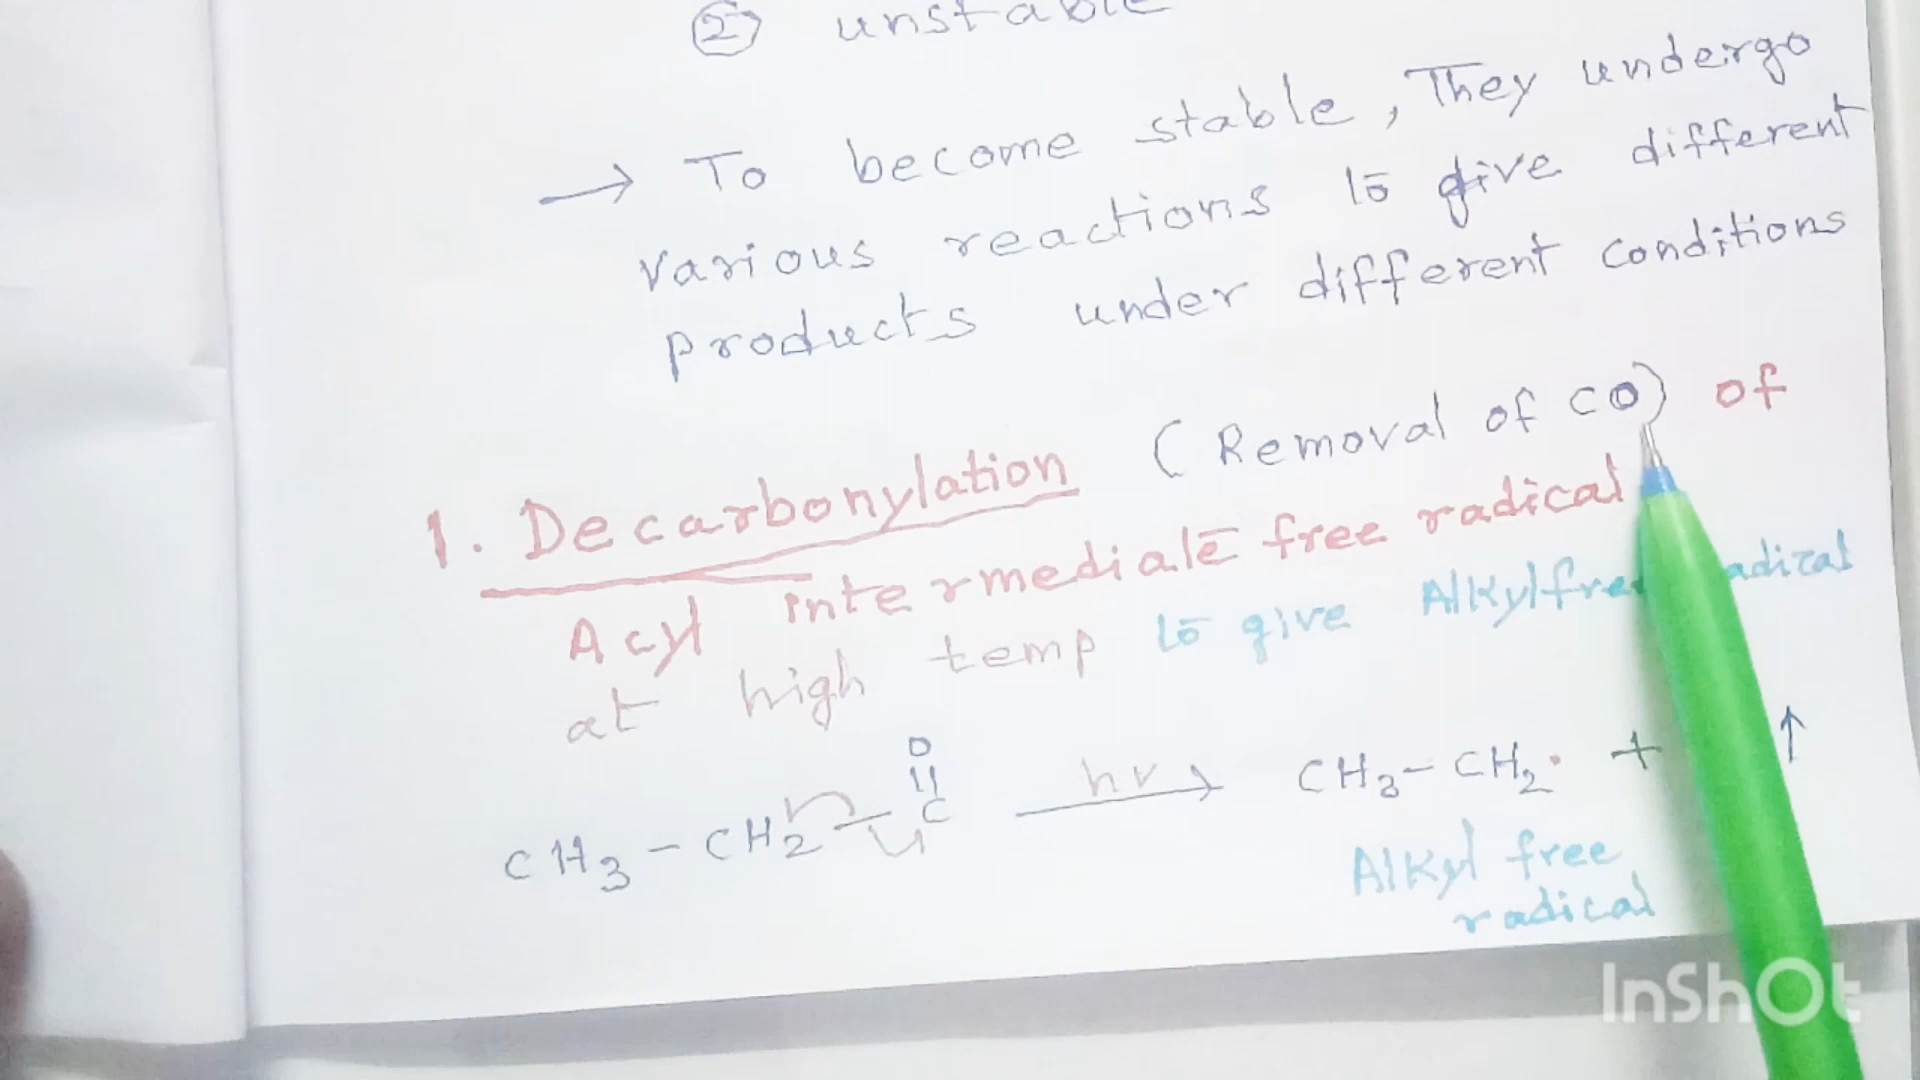 ② unstable
→ To become stable, They undergo
various reactions to give different
products under different conditions
1. Decarbonylation (Removal of CO) of
Acyl intermediate free radical
at high temp to give Alkylfree radical
O
||
CH3 - CH2 - C hν → CH3 - CH2· + ↑
Alkyl free
radical
InShOt